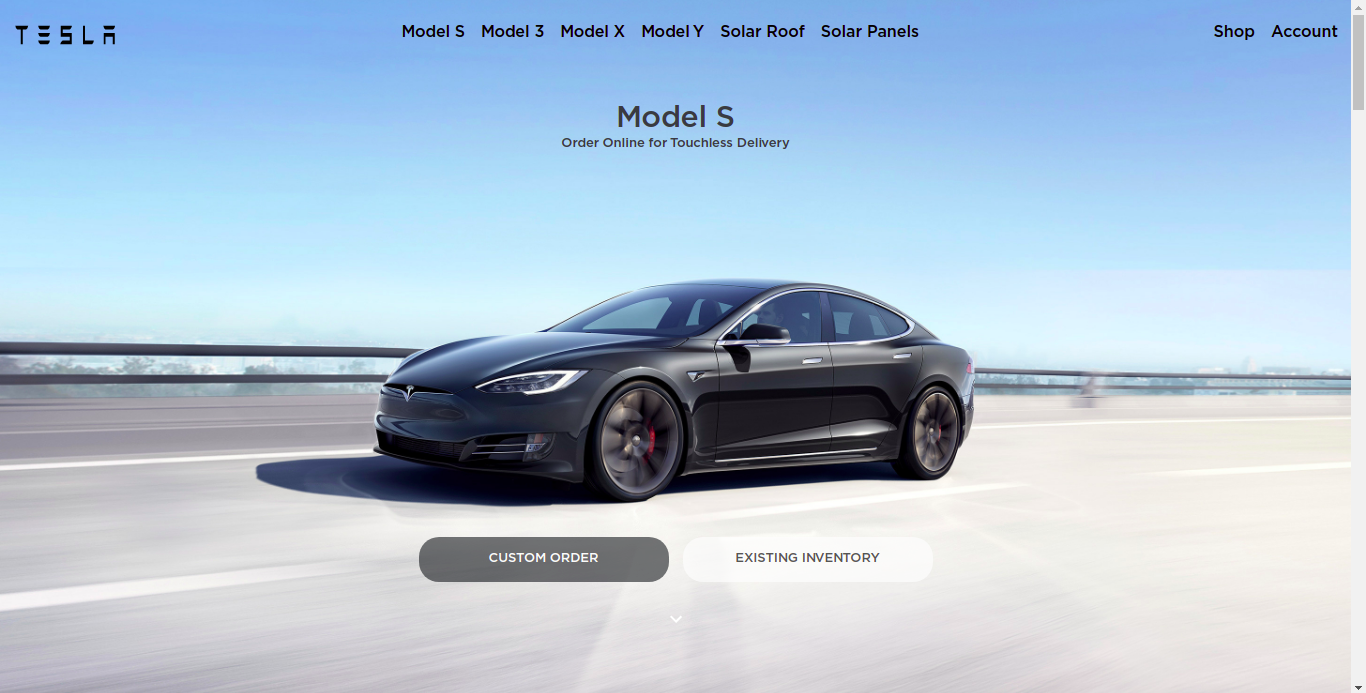 TESLA Model S Model 3 Model X Model Y Solar Roof Solar Panels Shop Account
Model S
Order Online for Touchless Delivery
CUSTOM ORDER EXISTING INVENTORY